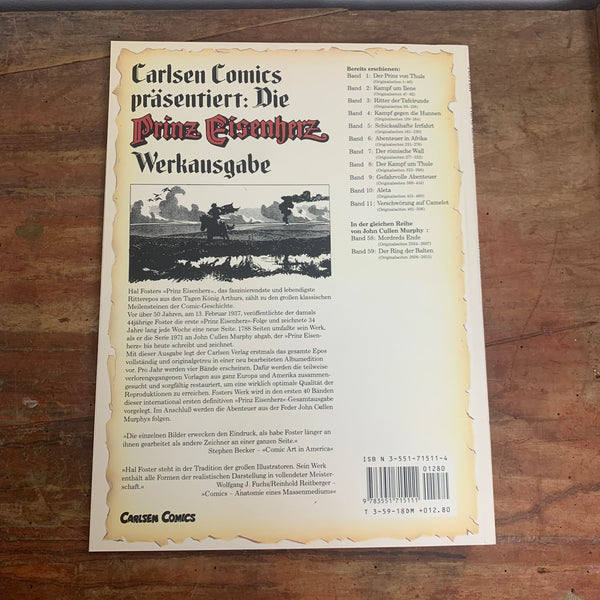 Carlsen Comics
präsentiert: Die
Prinz Eisenherz
Werkausgabe
Hal Fosters »Prinz Eisenherz«, das faszinierendste und lebendigste
Ritterepos aus den Tagen König Arthurs, zählt zu den großen klassischen
Meilensteinen der Comic-Geschichte.
Vor über 50 Jahren, am 13. Februar 1937, veröffentlichte der damals
44jährige Foster die erste »Prinz Eisenherz«-Folge und zeichnete 34
Jahre lang jede Woche eine neue Seite. 1788 Seiten umfaßte sein Werk,
als er die Serie 1971 an John Cullen Murphy abgab, der »Prinz Eisen-
herz« bis heute schreibt und zeichnet.
Mit dieser Ausgabe legt der Carlsen Verlag erstmals das gesamte Epos
vollständig und originalgetreu in einer neu bearbeiteten Albumedition
vor. Pro Jahr werden vier Bände erscheinen. Dafür werden die teilweise
verlorengegangenen Vorlagen aus ganz Europa und Amerika zusammen-
gesucht und sorgfältig restauriert, um eine wirklich optimale Qualität der
Reproduktionen zu erreichen. Fosters Werk wird in den ersten 40 Bänden
dieser international ersten definitiven »Prinz Eisenherz«-Gesamtausgabe
vorgelegt. Im Anschluß werden die Abenteuer aus der Feder John Cullen
Murphys folgen.
»Die einzelnen Bilder erwecken den Eindruck, als habe Foster länger an
ihnen gearbeitet als andere Zeichner an einer ganzen Seite.«
Stephen Becker – »Comic Art in America«
»Hal Foster steht in der Tradition der großen Illustratoren. Sein Werk
enthält alle Formen der realistischen Darstellung in vollendeter Meister-
schaft.«
Wolfgang J. Fuchs/Reinhold Reitberger –
»Comics – Anatomie eines Massenmediums«
CARLSEN COMICS
Bereits erschienen:
Band 1: Der Prinz von Thule
Band 2: Kampf um Ilene
Band 3: Ritter der Tafelrunde
Band 4: Kampf gegen die Hunnen
Band 5: Schicksalhafte Irrfahrt
Band 6: Abenteuer in Afrika
Band 7: Der römische Wall
Band 8: Der Kampf um Thule
Band 9: Gefahrvolle Abenteuer
Band 10: Aleta
Band 11: Verschwörung auf Camelot
In der gleichen Reihe
von John Cullen Murphy :
Band 58: Mordreds Ende
Band 59: Der Ring der Balten
ISBN 3-551-71511-4
01280
9 783551 715111
T 3-59-18DM +012.80